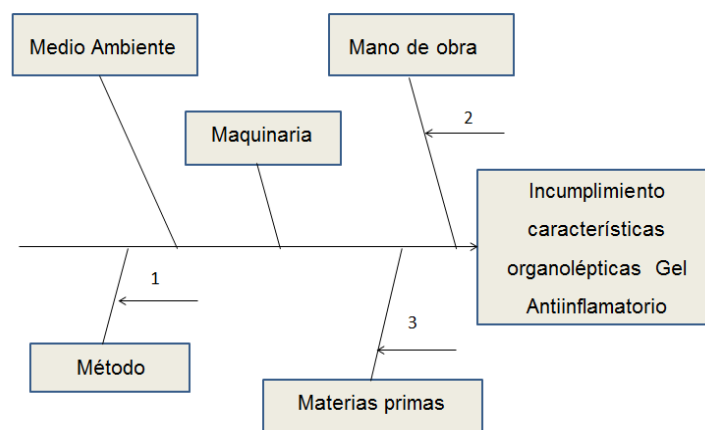 Medio Ambiente
Mano de obra
Maquinaria
2
Incumplimiento
características
organolépticas Gel
Antiinflamatorio
1
3
Método
Materias primas